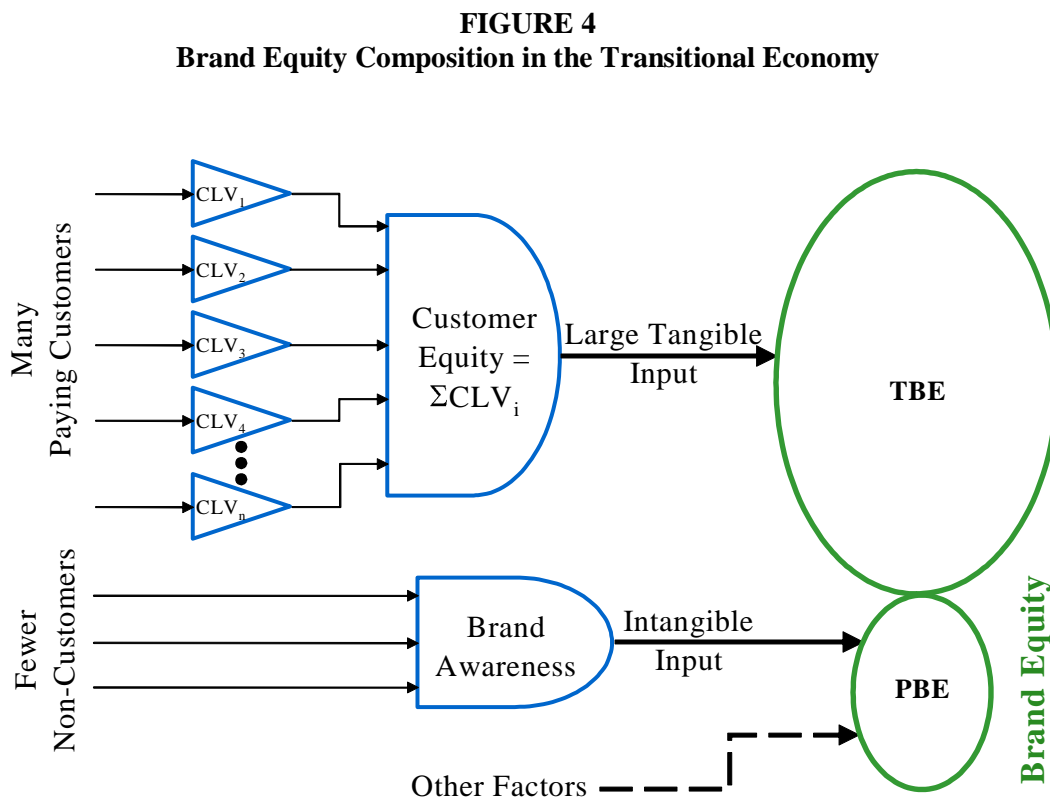 FIGURE 4
Brand Equity Composition in the Transitional Economy
Many
Paying Customers
CLV1
CLV2
CLV3
CLV4
CLVn
Customer
Equity =
ΣCLVi
Large Tangible
Input
TBE
Fewer
Non-Customers
Brand
Awareness
Intangible
Input
PBE
Other Factors
Brand Equity